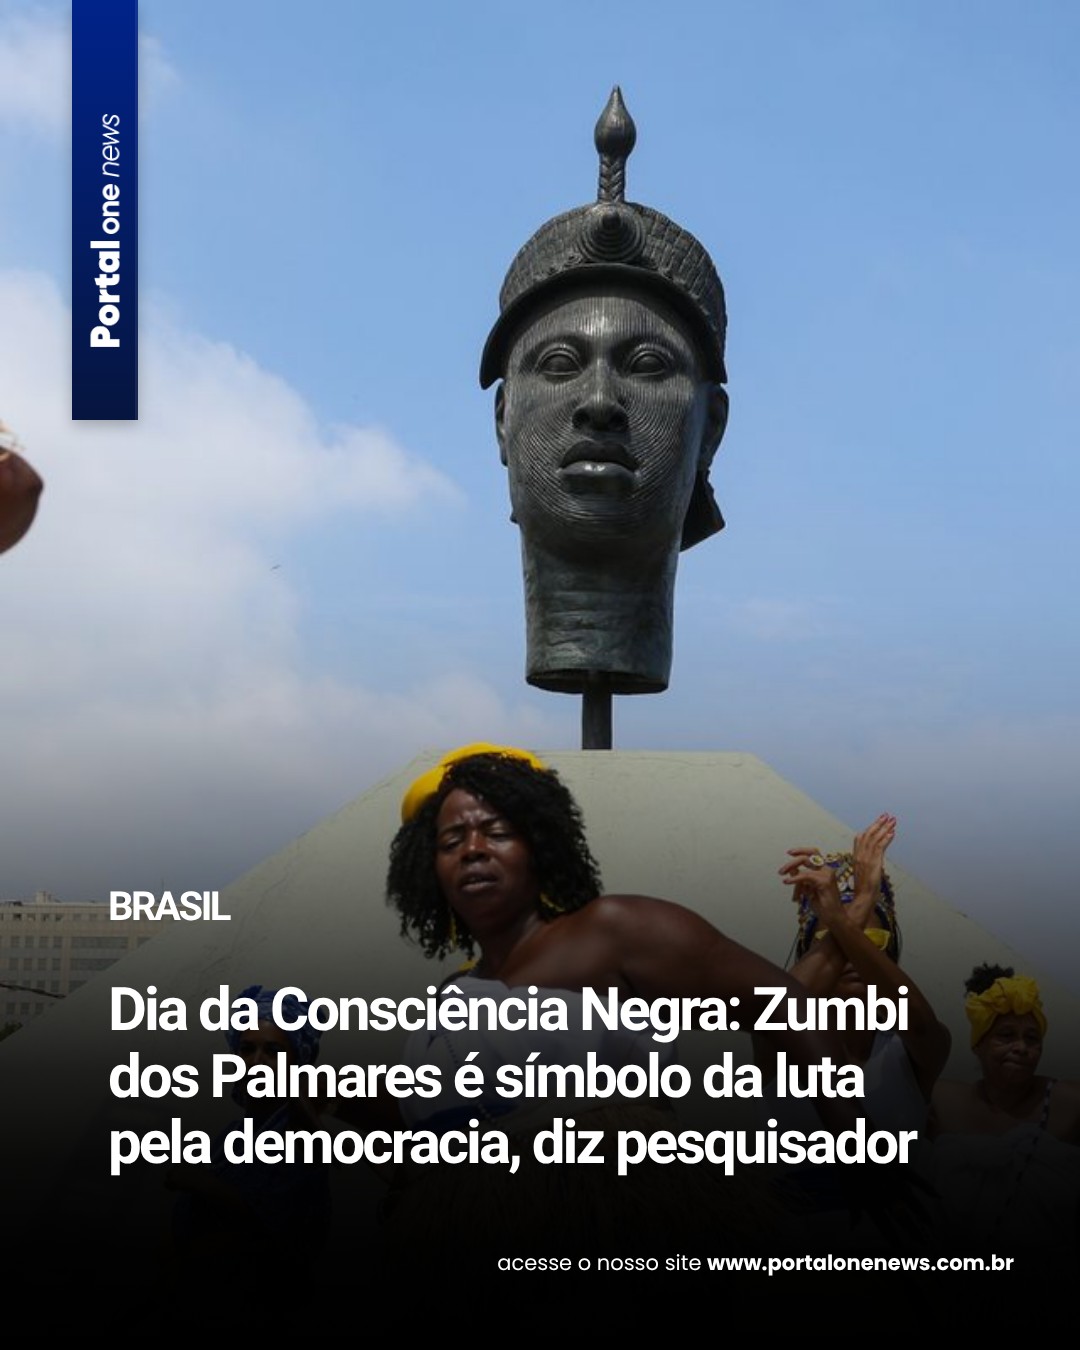 Portal one news
BRASIL
Dia da Consciência Negra: Zumbi
dos Palmares é símbolo da luta
pela democracia, diz pesquisador
acesse o nosso site www.portalonenews.com.br